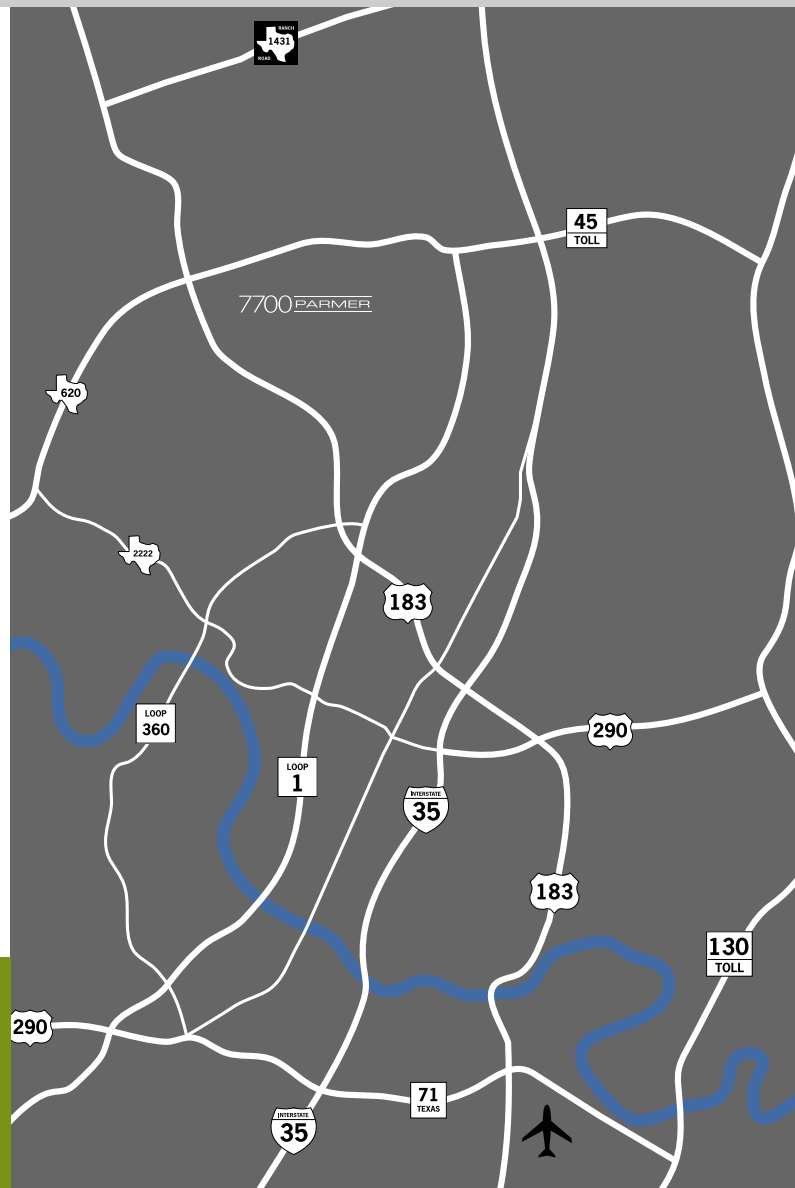 RANCH
1431
ROAD
45
TOLL
7700 PARMER
620
2222
183
LOOP
360
290
LOOP
1
INTERSTATE
35
183
130
TOLL
290
71
TEXAS
INTERSTATE
35